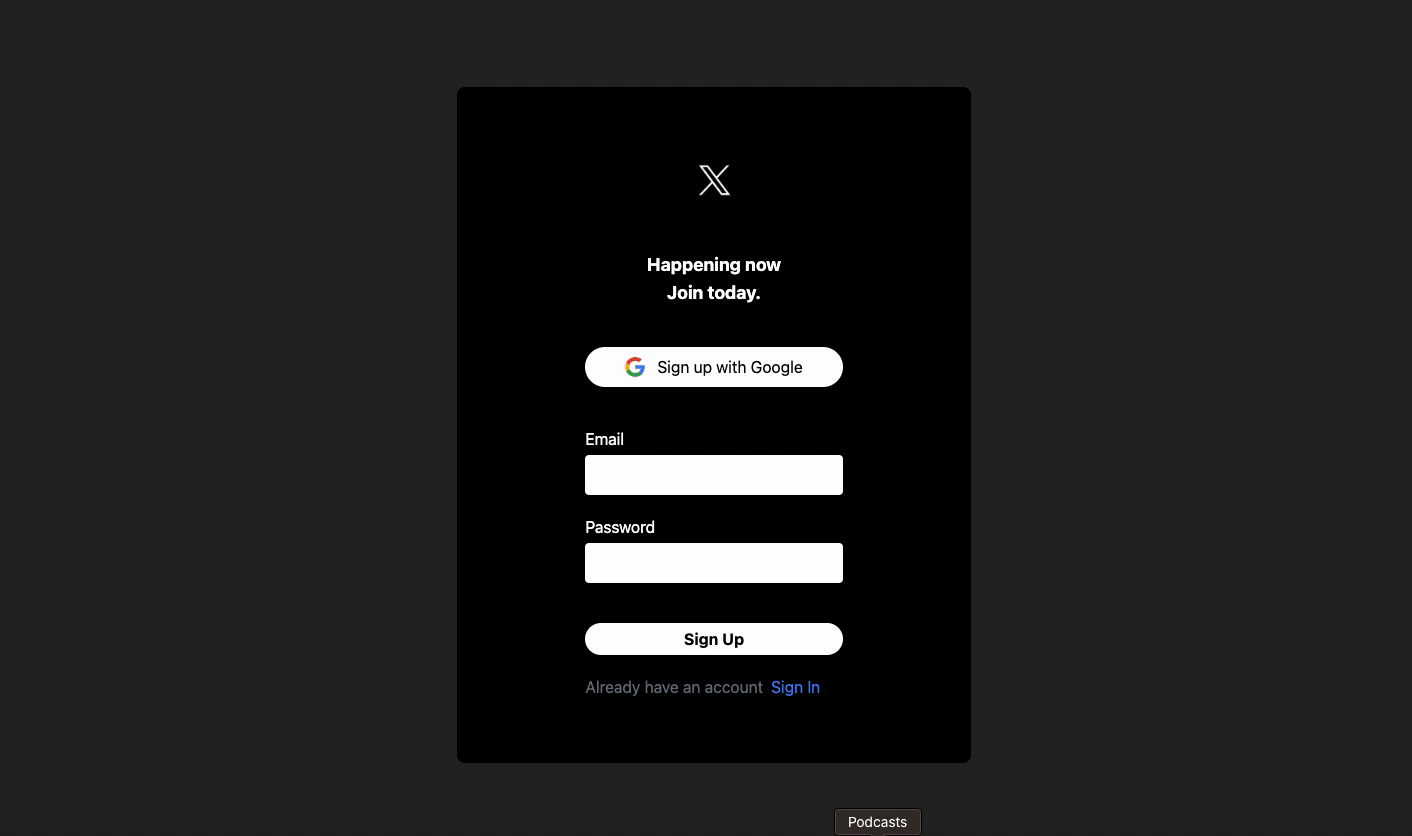 Happening now
Join today.
Sign up with Google
Email
Password
Sign Up
Already have an account Sign In
Podcasts